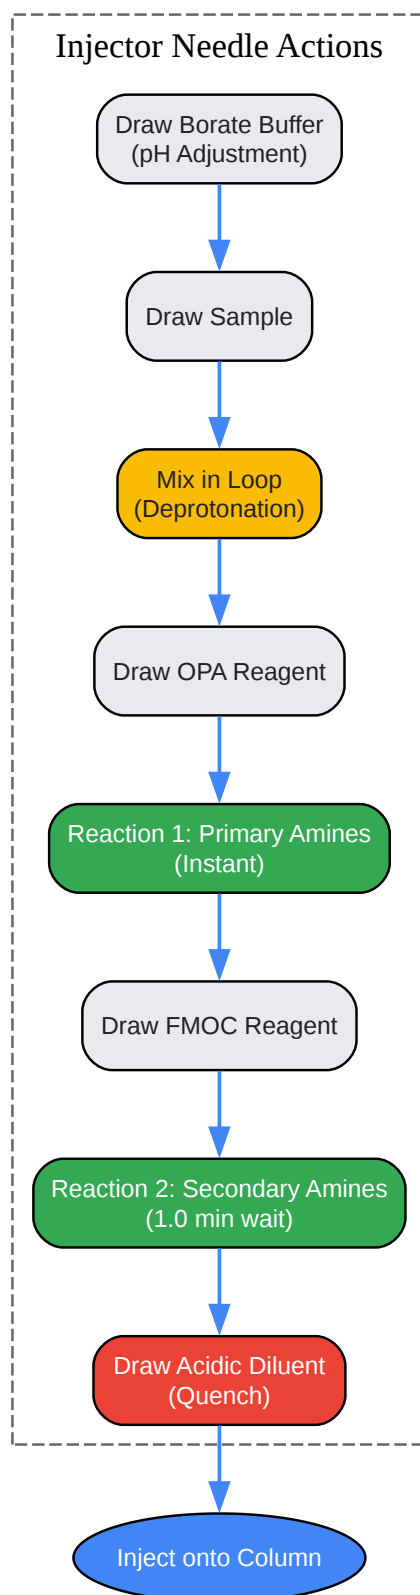 Injector Needle Actions
Draw Borate Buffer
(pH Adjustment)
Draw Sample
Mix in Loop
(Deprotonation)
Draw OPA Reagent
Reaction 1: Primary Amines
(Instant)
Draw FMOC Reagent
Reaction 2: Secondary Amines
(1.0 min wait)
Draw Acidic Diluent
(Quench)
Inject onto Column